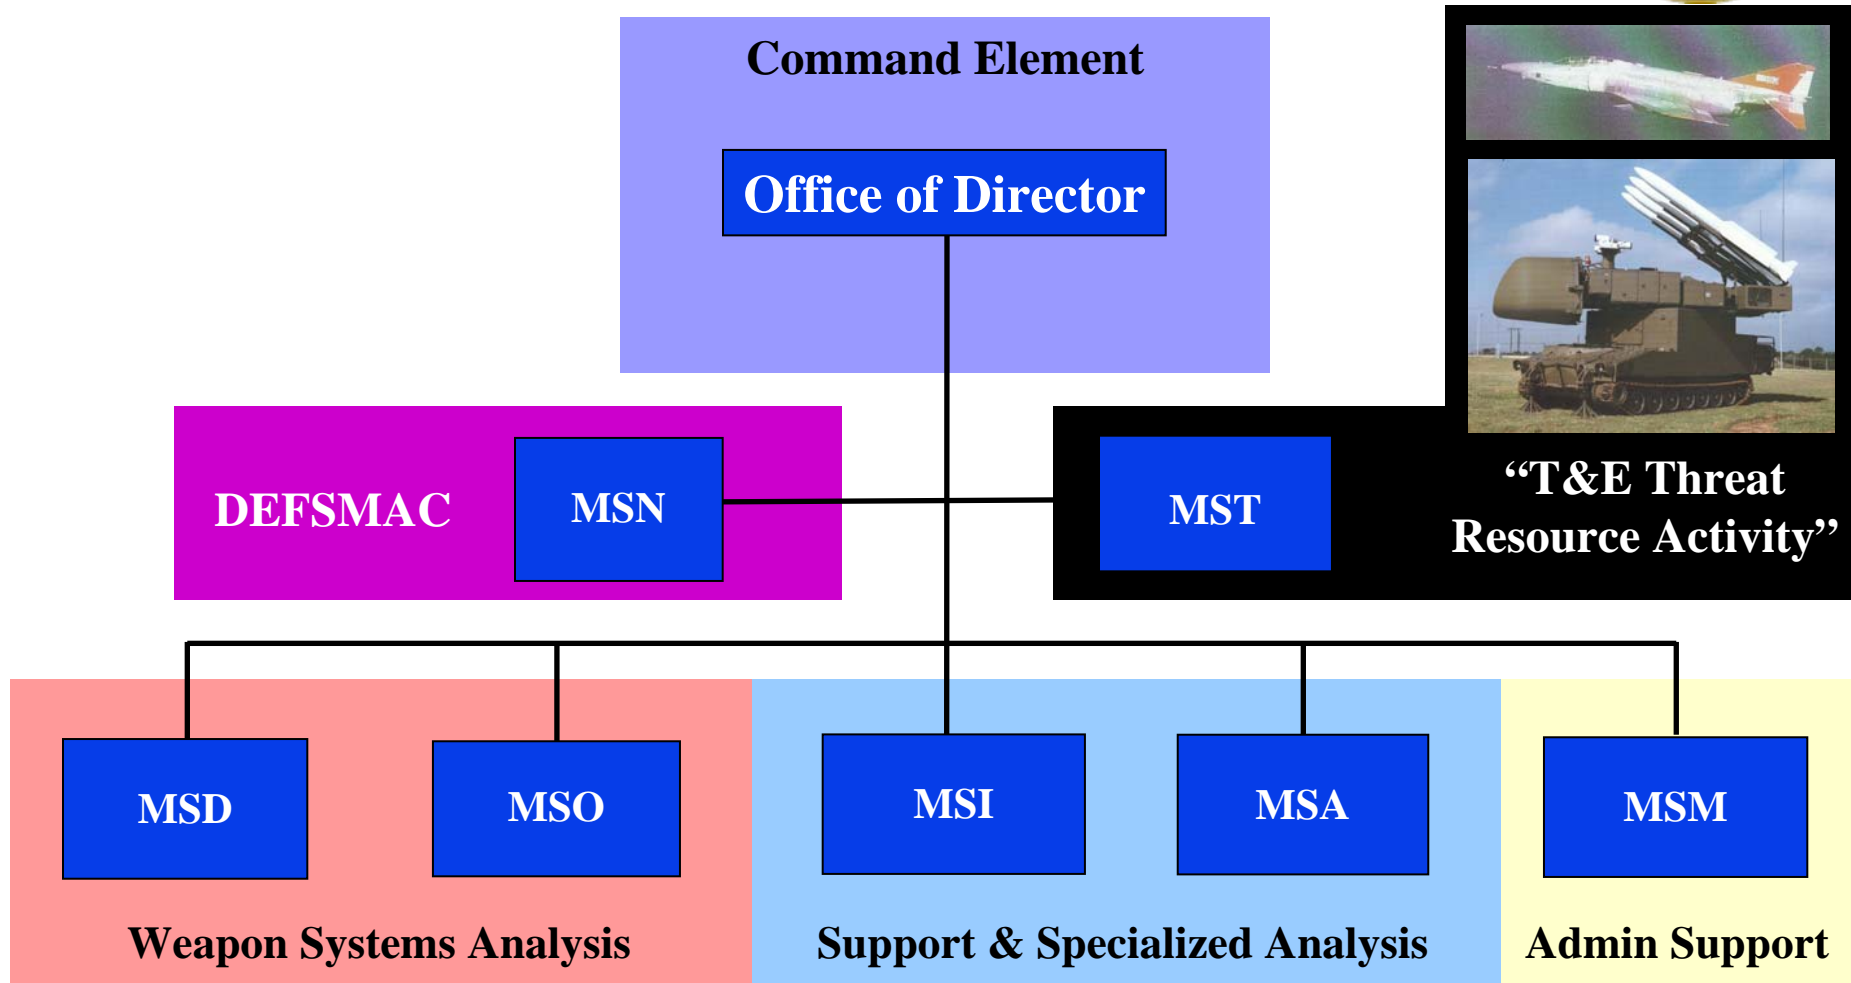 Command Element
Office of Director
DEFSMAC
MSN
MST
“T&E Threat
Resource Activity”
MSD
MSO
MSI
MSA
MSM
Weapon Systems Analysis
Support & Specialized Analysis
Admin Support